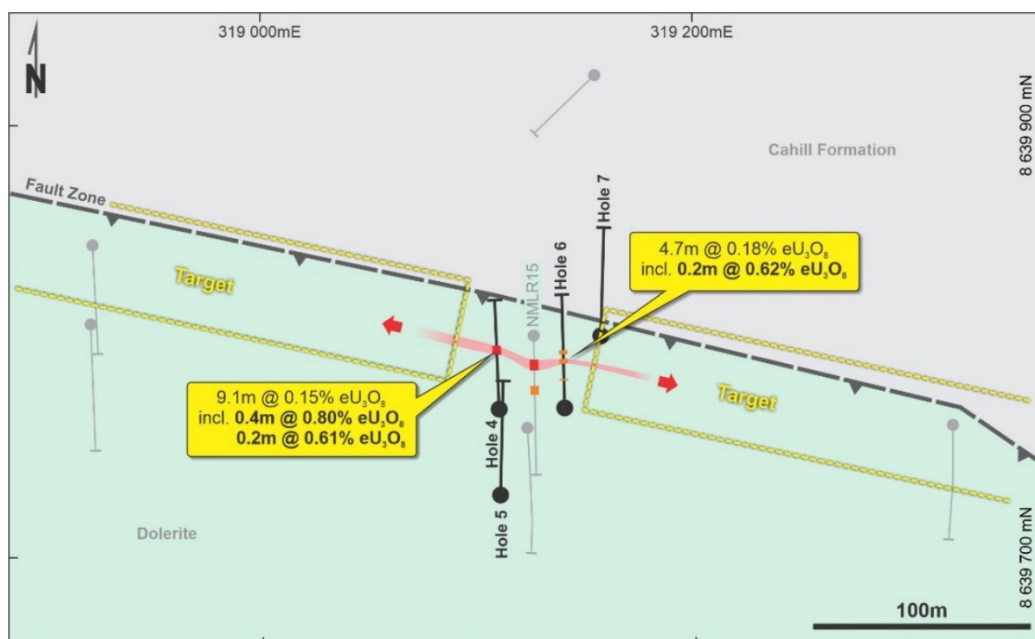 319 000mE
319 200mE
N
8 639 900 mN
Cahill Formation
Fault Zone
Hole 7
4.7m @ 0.18% eU₃O₈
incl. 0.2m @ 0.62% eU₃O₈
Hole 6
Target
NMLR15
9.1m @ 0.15% eU₃O₈
incl. 0.4m @ 0.80% eU₃O₈
0.2m @ 0.61% eU₃O₈
Target
Hole 4
Hole 5
Dolerite
8 639 700 mN
100m